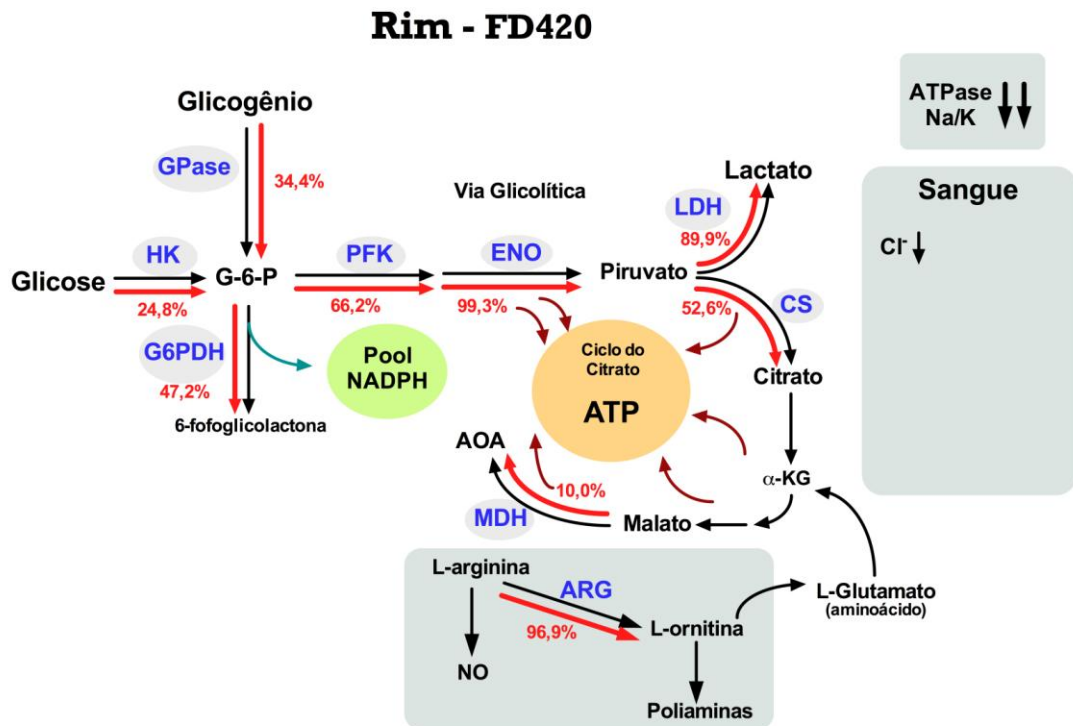 Rim - FD420
Glicogênio
GPase
34,4%
HK
Glicose
G-6-P
24,8%
G6PDH
47,2%
6-fofoglicolactona
Pool
NADPH
Via Glicolítica
PFK
66,2%
ENO
99,3%
Piruvato
Lactato
LDH
89,9%
52,6%
CS
Citrato
Ciclo do
Citrato
ATP
α-KG
AOA
10,0%
MDH
Malato
L-arginina
ARG
96,9%
L-ornitina
NO
Poliaminas
L-Glutamato
(aminoácido)
ATPase
Na/K
Sangue
Cl-